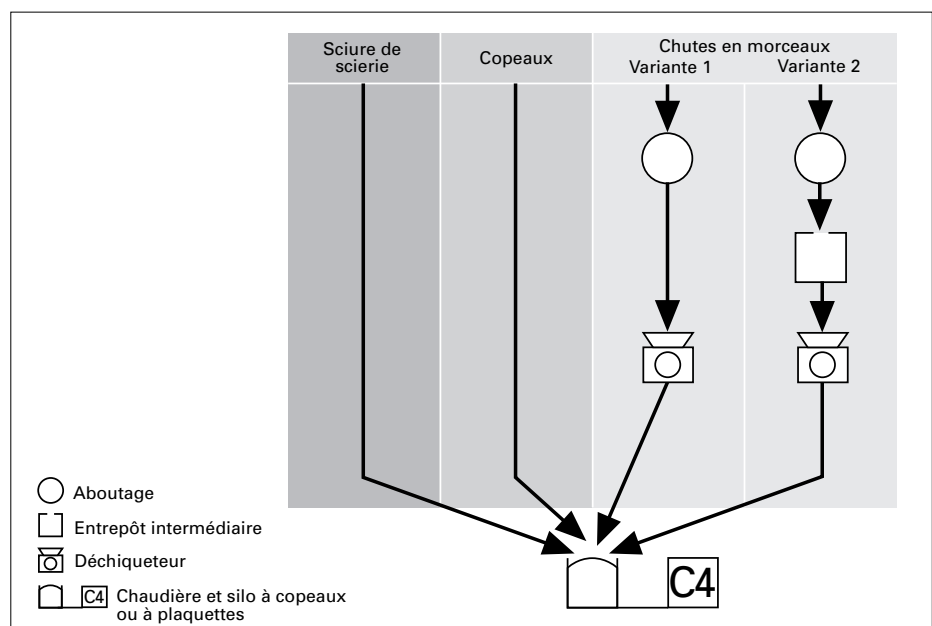 Sciure de
scierie
Copeaux
Chutes en morceaux
Variante 1
Variante 2
Aboutage
Entrepôt intermédiaire
Déchiqueteur
C4 Chaudière et silo à copeaux
ou à plaquettes
C4